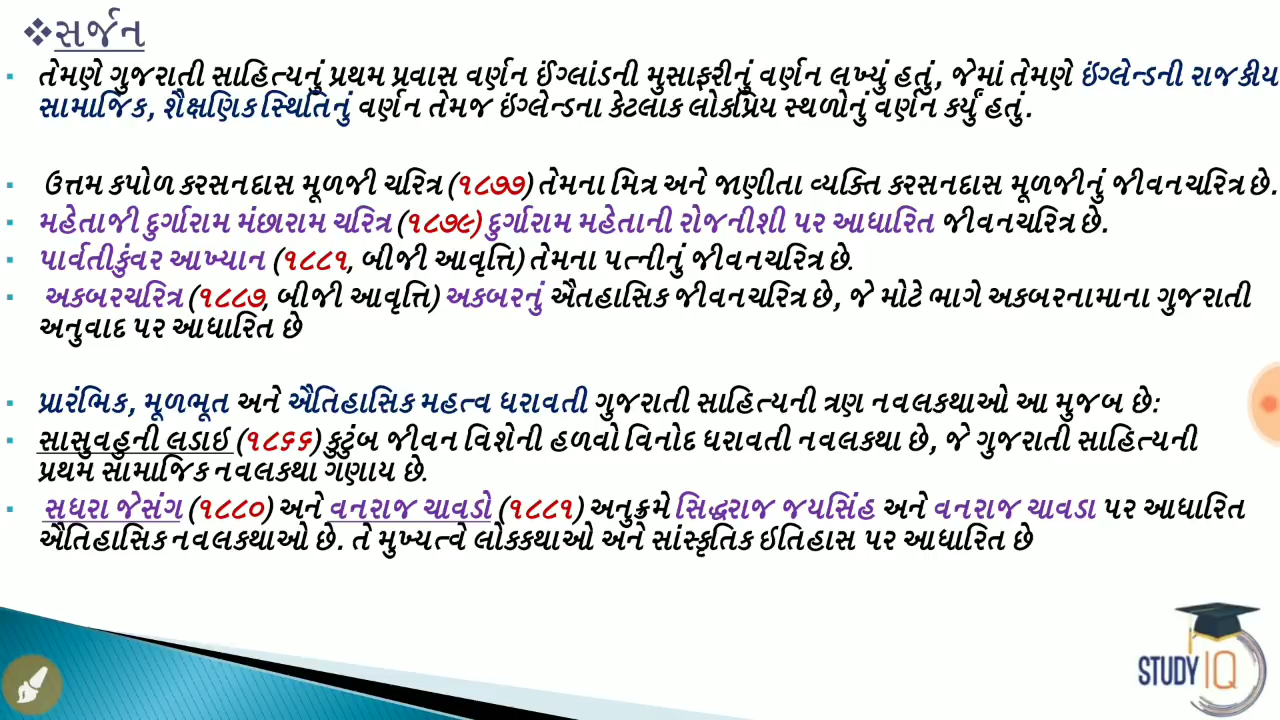 ❖સર્જન
▪ તેમણે ગુજરાતી સાહિત્યનું પ્રથમ પ્રવાસ વર્ણન ઈંગ્લાંડની મુસાફરીનું વર્ણન લખ્યું હતું, જેમાં તેમણે ઇંગ્લેન્ડની રાજકીય
સામાજિક, શૈક્ષણિક સ્થિતિનું વર્ણન તેમજ ઇંગ્લેન્ડના કેટલાક લોકપ્રિય સ્થળોનું વર્ણન કર્યું હતું.
▪ ઉત્તમ કપોળ કરસનદાસ મૂળજી ચરિત્ર (૧૮૭૭) તેમના મિત્ર અને જાણીતા વ્યક્તિ કરસનદાસ મૂળજીનું જીવનચરિત્ર છે.
▪ મહેતાજી દુર્ગારામ મંછારામ ચરિત્ર (૧૮૭૯) દુર્ગારામ મહેતાની રોજનીશી પર આધારિત જીવનચરિત્ર છે.
▪ પાર્વતીકુંવર આખ્યાન (૧૮૮૧, બીજી આવૃત્તિ) તેમના પત્નીનું જીવનચરિત્ર છે.
▪ અકબરચરિત્ર (૧૮૮૭, બીજી આવૃત્તિ) અકબરનું ઐતહાસિક જીવનચરિત્ર છે, જે મોટે ભાગે અકબરનામાના ગુજરાતી
અનુવાદ પર આધારિત છે
▪ પ્રારંભિક, મૂળભૂત અને ઐતિહાસિક મહત્વ ધરાવતી ગુજરાતી સાહિત્યની ત્રણ નવલકથાઓ આ મુજબ છે:
▪ સાસુવહુની લડાઇ (૧૮૬૬) કુટુંબ જીવન વિશેની હળવો વિનોદ ધરાવતી નવલકથા છે, જે ગુજરાતી સાહિત્યની
પ્રથમ સામાજિક નવલકથા ગણાય છે.
▪ સધરા જેસંગ (૧૮૮૦) અને વનરાજ ચાવડો (૧૮૮૧) અનુક્રમે સિદ્ધરાજ જયસિંહ અને વનરાજ ચાવડા પર આધારિત
ઐતિહાસિક નવલકથાઓ છે. તે મુખ્યત્વે લોકકથાઓ અને સાંસ્કૃતિક ઇતિહાસ પર આધારિત છે
STUDY IQ